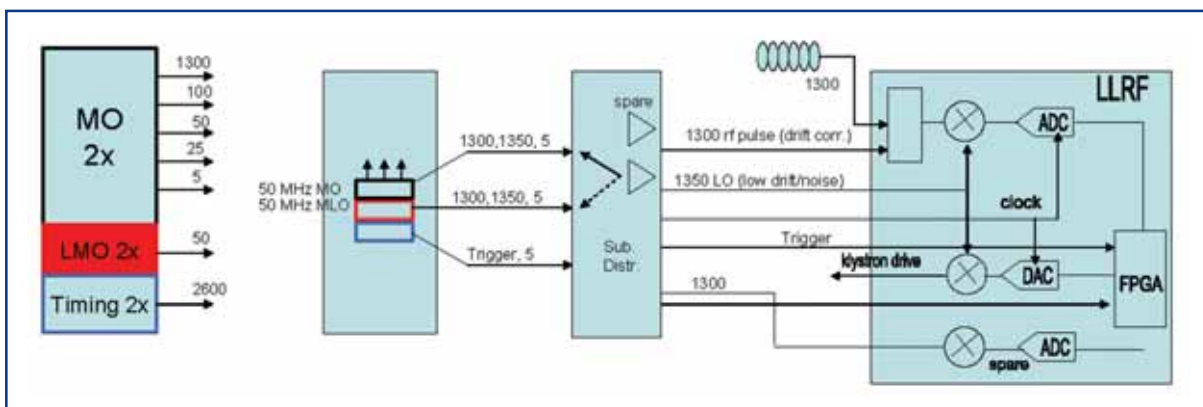 MO
2x
1300
100
50
25
5
LMO 2x
50
Timing 2x
2600
50 MHz MO
50 MHz MLO
1300,1350, 5
1300,1350, 5
Trigger, 5
spare
Sub.
Distr.
1300
1300 rf pulse (drift corr.)
1350 LO (low drift/noise)
clock
Trigger
klystron drive
1300
LLRF
ADC
DAC
FPGA
ADC
spare